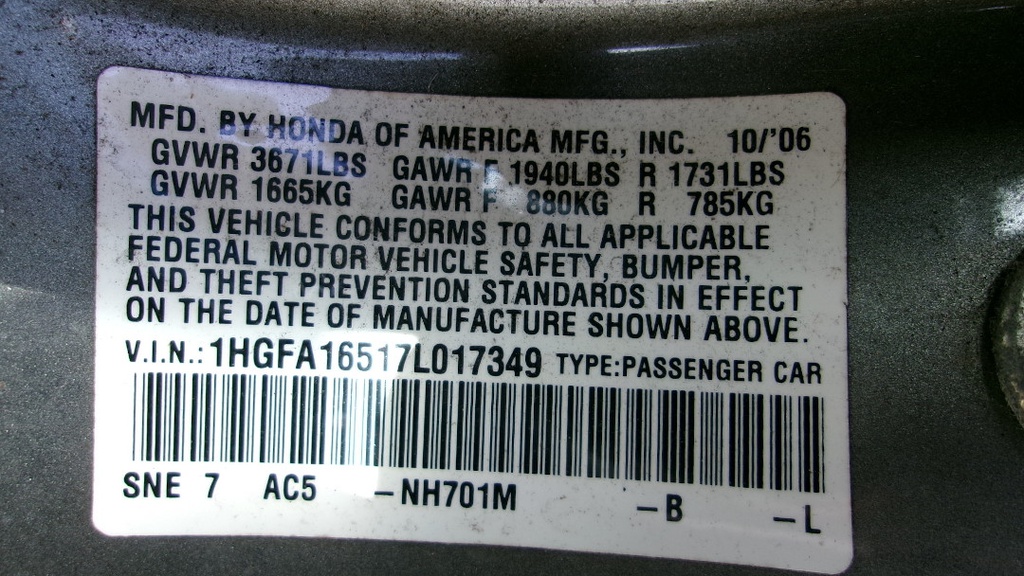 MFD. BY HONDA OF AMERICA MFG., INC. 10/'06
GVWR 3671LBS GAWR F 1940LBS R 1731LBS
GVWR 1665KG GAWR F 880KG R 785KG
THIS VEHICLE CONFORMS TO ALL APPLICABLE
FEDERAL MOTOR VEHICLE SAFETY, BUMPER,
AND THEFT PREVENTION STANDARDS IN EFFECT
ON THE DATE OF MANUFACTURE SHOWN ABOVE.
V.I.N.: 1HGFA16517L017349 TYPE:PASSENGER CAR
SNE 7 AC5 –NH701M –B –L